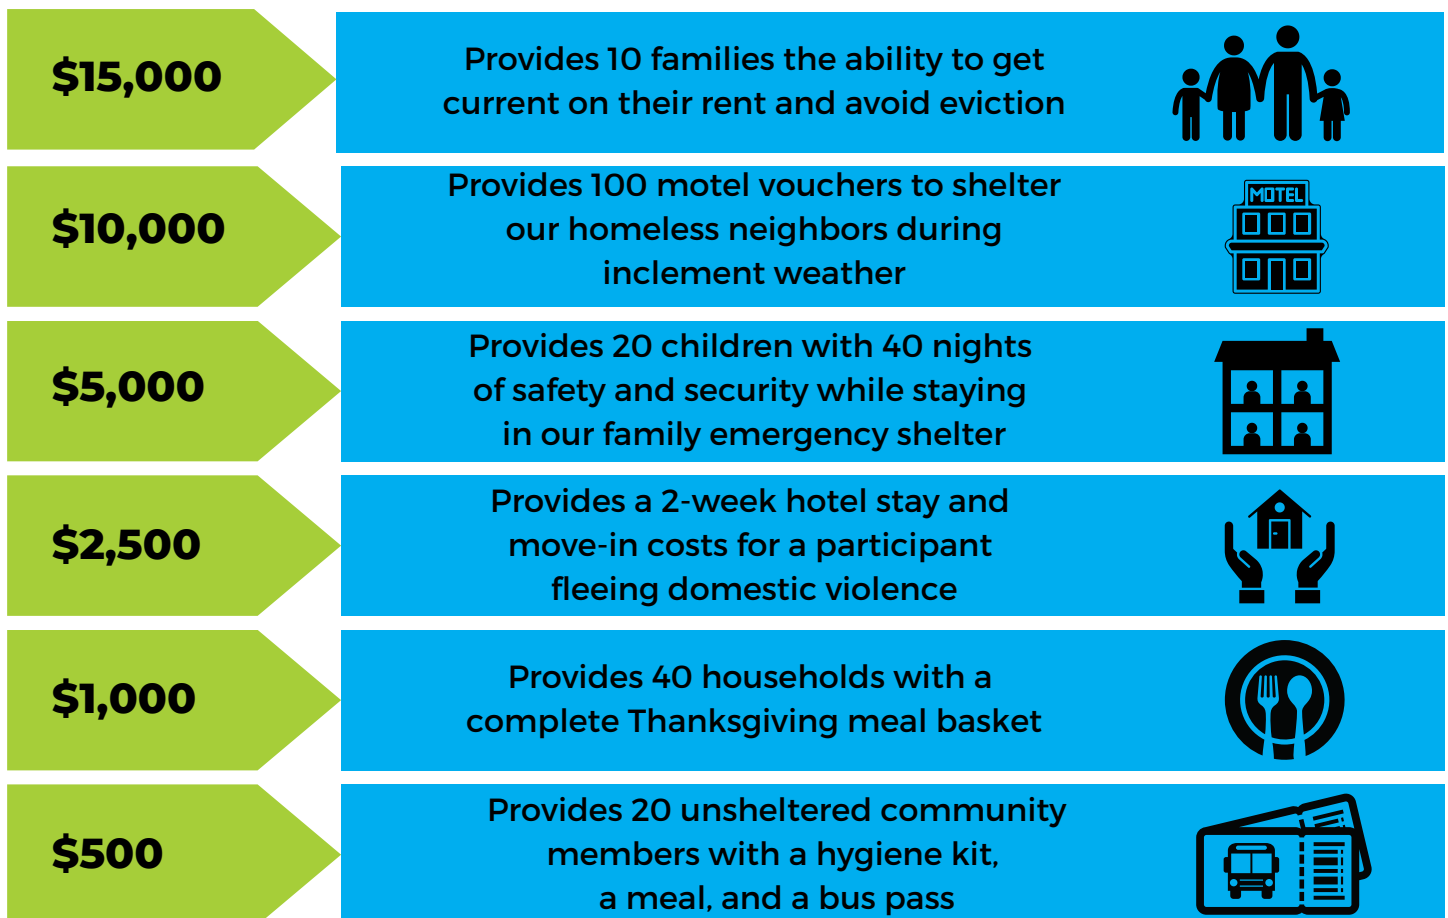 $15,000
Provides 10 families the ability to get
current on their rent and avoid eviction
$10,000
Provides 100 motel vouchers to shelter
our homeless neighbors during
inclement weather
MOTEL
$5,000
Provides 20 children with 40 nights
of safety and security while staying
in our family emergency shelter
$2,500
Provides a 2-week hotel stay and
move-in costs for a participant
fleeing domestic violence
$1,000
Provides 40 households with a
complete Thanksgiving meal basket
$500
Provides 20 unsheltered community
members with a hygiene kit,
a meal, and a bus pass